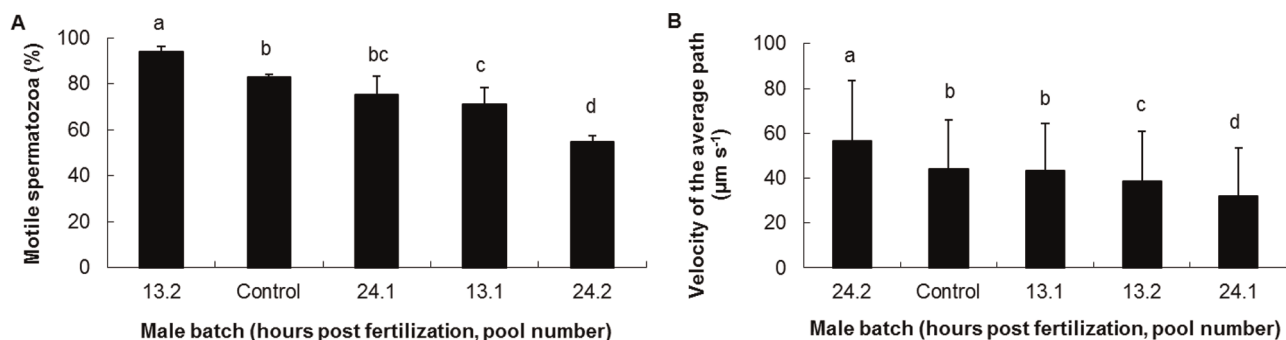 A
Motile spermatozoa (%)
100
80
60
40
20
0
a
b
bc
c
d
13.2 Control 24.1 13.1 24.2
Male batch (hours post fertilization, pool number)
B
Velocity of the average path
(µm s-1)
100
80
60
40
20
0
a
b
b
c
d
24.2 Control 13.1 13.2 24.1
Male batch (hours post fertilization, pool number)